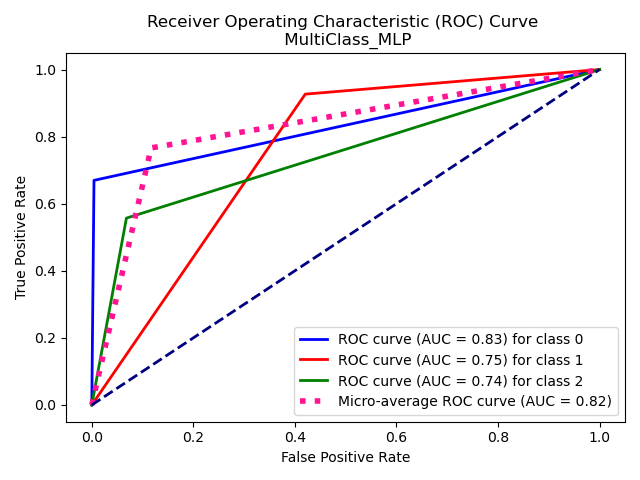 Receiver Operating Characteristic (ROC) Curve
MultiClass_MLP
True Positive Rate
1.0
0.8
0.6
0.4
0.2
0.0
ROC curve (AUC = 0.83) for class 0
ROC curve (AUC = 0.75) for class 1
ROC curve (AUC = 0.74) for class 2
Micro-average ROC curve (AUC = 0.82)
0.0 0.2 0.4 0.6 0.8 1.0
False Positive Rate